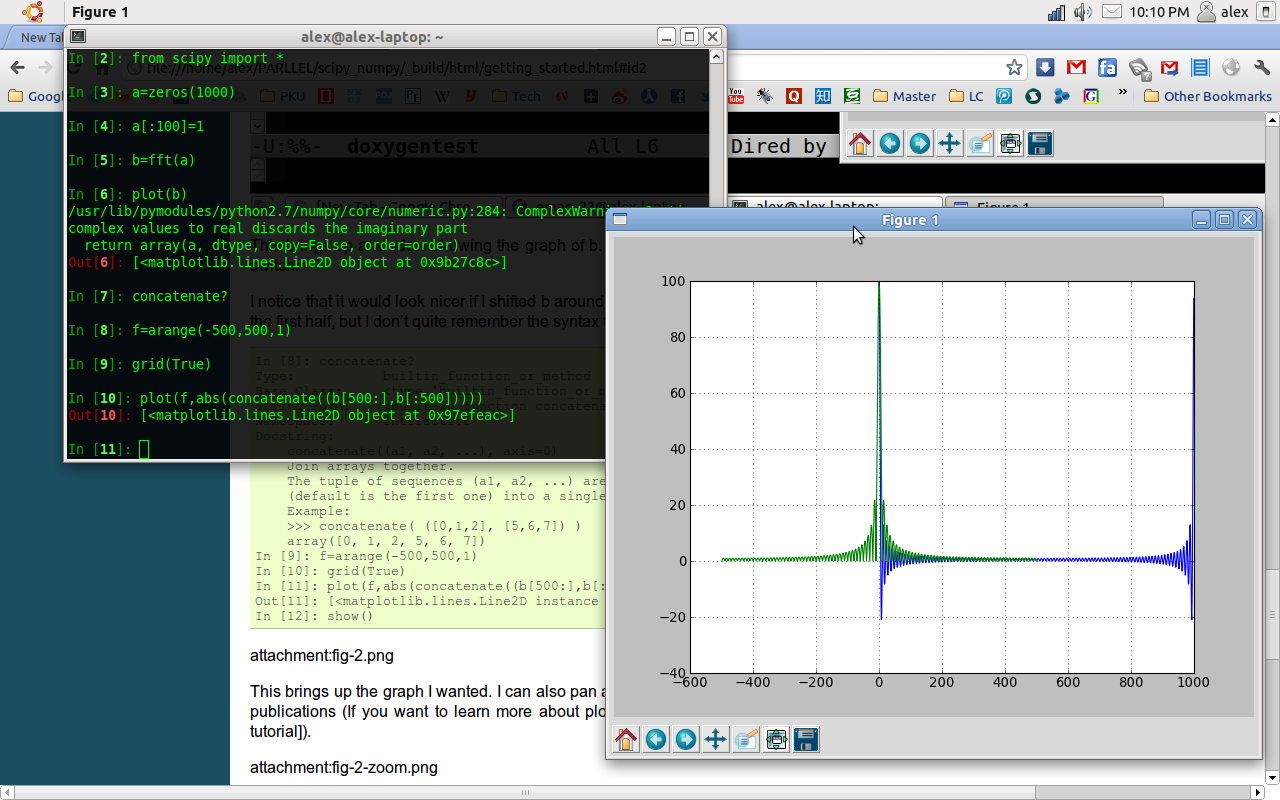 Figure 1
10:10 PM
alex
New Tab
alex@alex-laptop: ~
file:///home/alex/PARLLEL/scipy_numpy/_build/html/getting_started.html#id2
PKU
Tech
Master
LC
»
Other Bookmarks
In [2]: from scipy import *
In [3]: a=zeros(1000)
In [4]: a[:100]=1
In [5]: b=fft(a)
In [6]: plot(b)
/usr/lib/pymodules/python2.7/numpy/core/numeric.py:284:
complex values to real discards the imaginary part
return array(a, dtype, copy=False, order=order)
Out[6]: [<matplotlib.lines.Line2D object at 0x9b27c8c>]
In [7]: concatenate?
In [8]: f=arange(-500,500,1)
In [9]: grid(True)
In [10]: plot(f,abs(concatenate((b[500:],b[:500]))))
Out[10]: [<matplotlib.lines.Line2D object at 0x97efeac>]
In [11]:
-U:%%- doxygentest All L6
Dired by
alex@alex-laptop:
Figure 1
showing the graph of b.
I notice that it would look nicer if I shifted b around
the first half, but I don't quite remember the syntax
In [8]: concatenate?
Type: builtin_function_or_method
Namespace: Interactive
Docstring:
concatenate((a1, a2, ...), axis=0)
Join arrays together.
The tuple of sequences (a1, a2, ...) are
(default is the first one) into a single
Example:
>>> concatenate( ([0,1,2], [5,6,7]) )
array([0, 1, 2, 5, 6, 7])
In [9]: f=arange(-500,500,1)
In [10]: grid(True)
In [11]: plot(f,abs(concatenate((b[500:],b[:
Out[11]: [<matplotlib.lines.Line2D instance
In [12]: show()
attachment:fig-2.png
This brings up the graph I wanted. I can also pan a
publications (If you want to learn more about plo
tutorial]).
attachment:fig-2-zoom.png
Figure 1
100
80
60
40
20
0
−20
−40
−600 −400 −200 0 200 400 600 800 1000